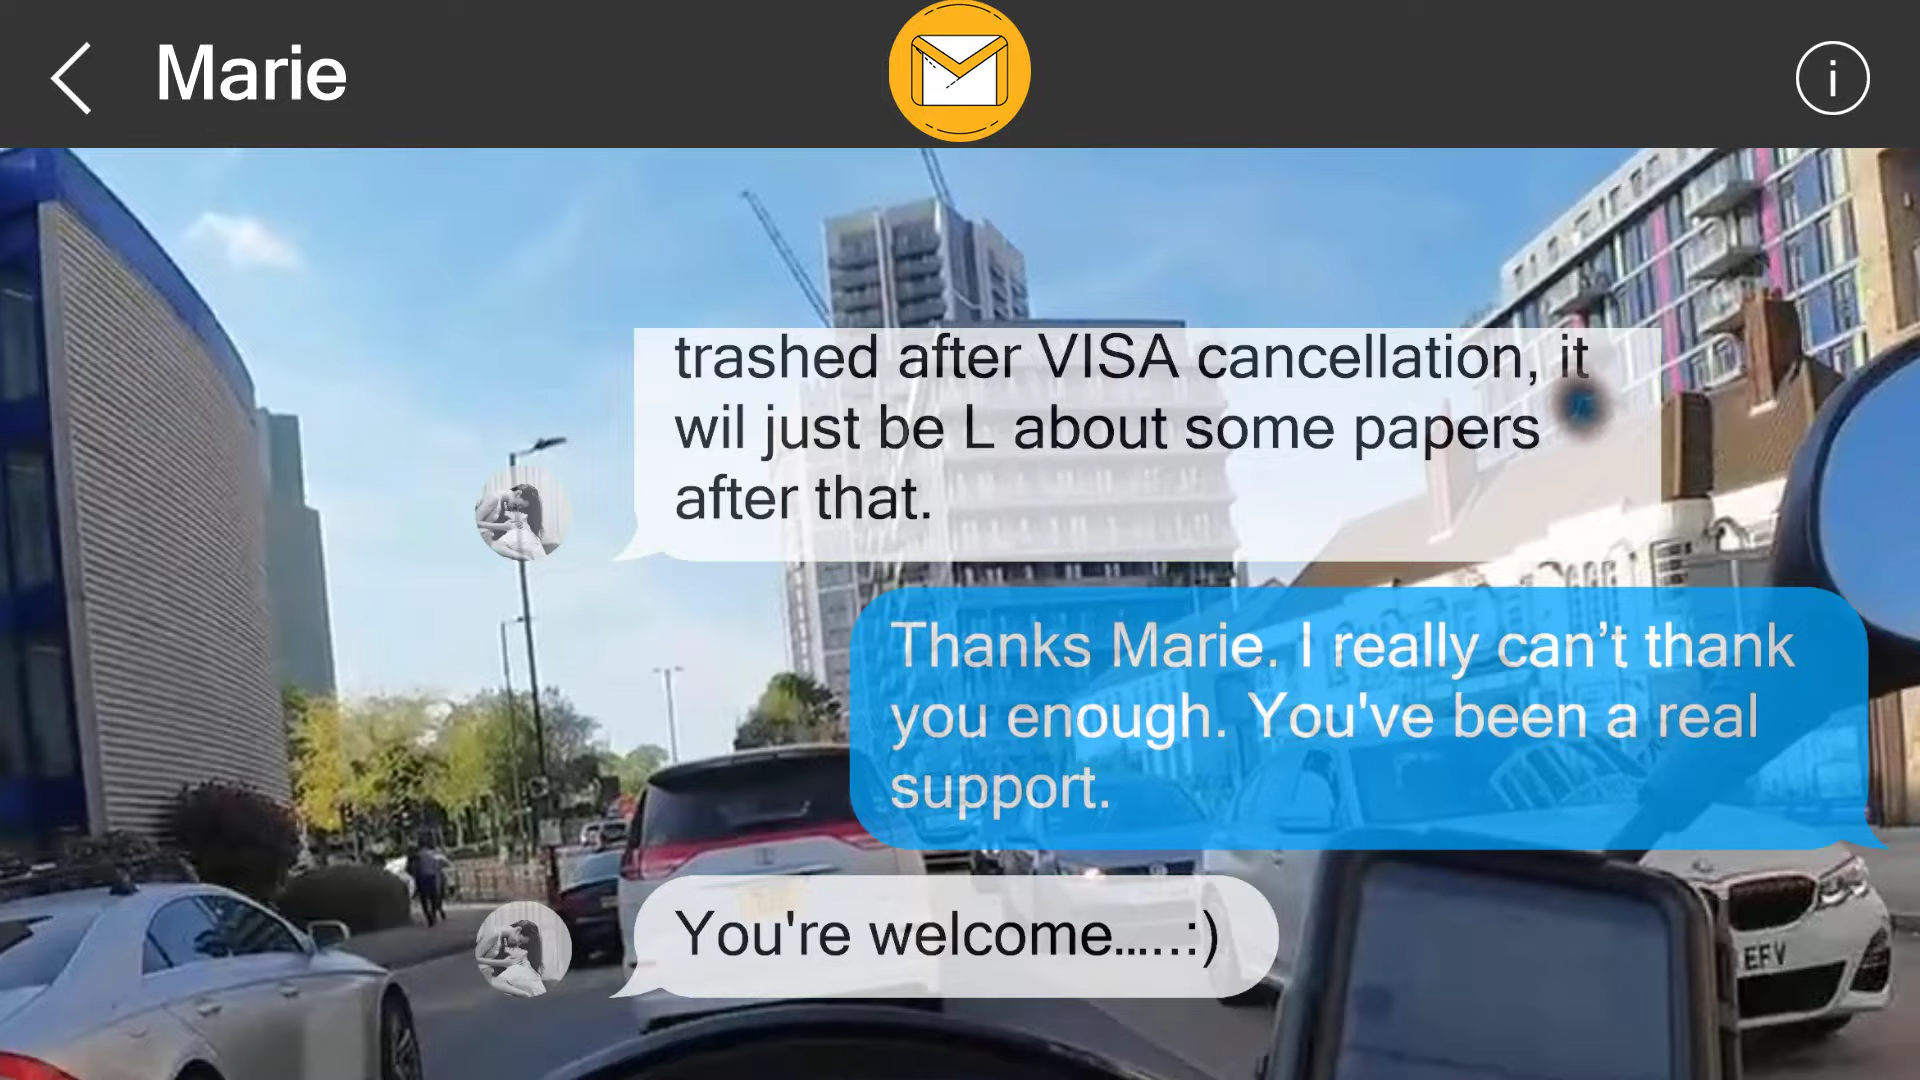 Marie
trashed after VISA cancellation, it
wil just be L about some papers
after that.
Thanks Marie. I really can’t thank
you enough. You've been a real
support.
You're welcome.....:)
EFV